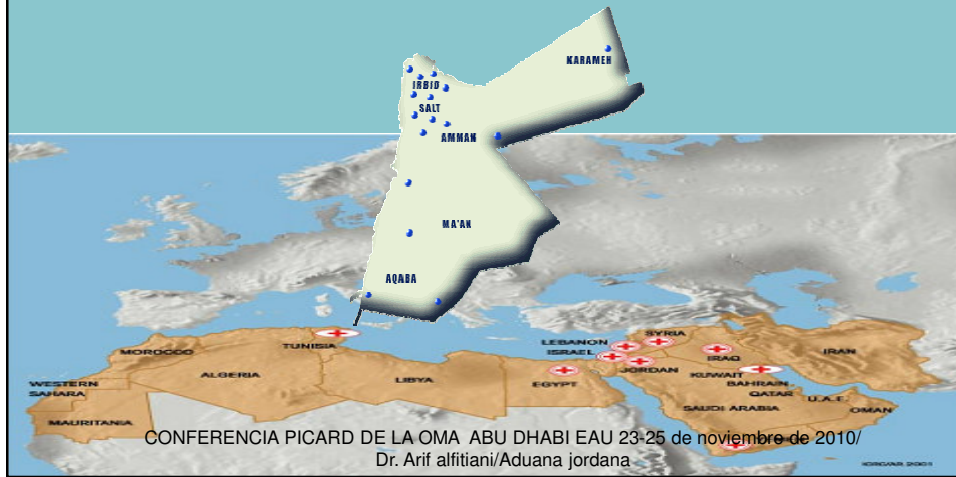 KARAMEH
IRBID
SALT
AMMAN
MA'AN
AQABA
SYRIA
LEBANON
TUNISIA
ISRAEL
MOROCCO
IRAQ
IRAN
JORDAN
ALGERIA
KUWAIT
LIBYA
EGYPT
BAHRAIN
WESTERN
SAHARA
QATAR
U.A.E.
SAUDI ARABIA
OMAN
MAURITANIA
CONFERENCIA PICARD DE LA OMA ABU DHABI EAU 23-25 de noviembre de 2010/
Dr. Arif alfitiani/Aduana jordana